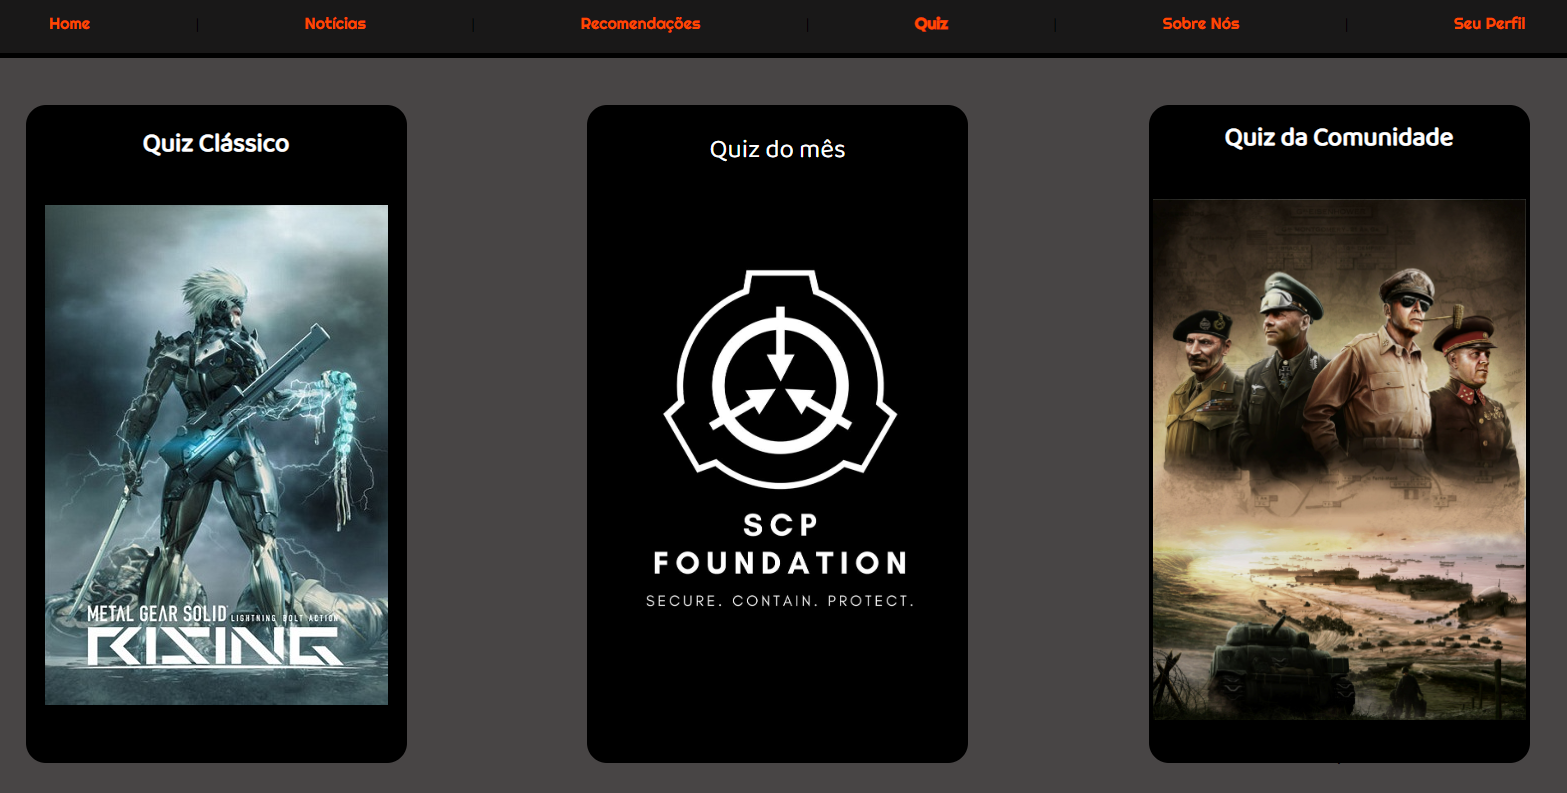 Home | Notícias | Recomendações | Quiz | Sobre Nós | Seu Perfil
Quiz Clássico
METAL GEAR SOLID LIGHTNING BOLT ACTION
RISING
Quiz do mês
SCP
FOUNDATION
SECURE. CONTAIN. PROTECT.
Quiz da Comunidade